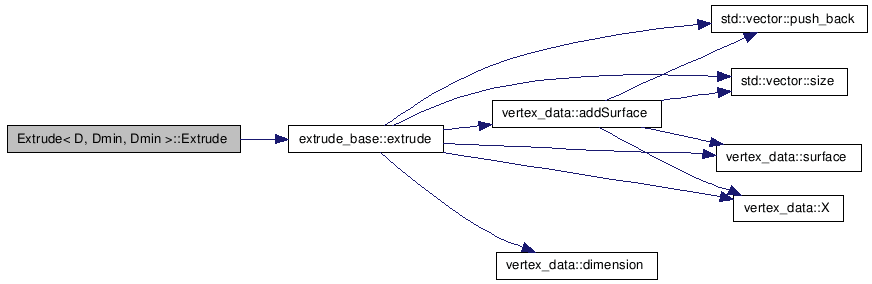 std::vector::push_back
std::vector::size
vertex_data::addSurface
Extrude< D, Dmin, Dmin >::Extrude
extrude_base::extrude
vertex_data::surface
vertex_data::X
vertex_data::dimension